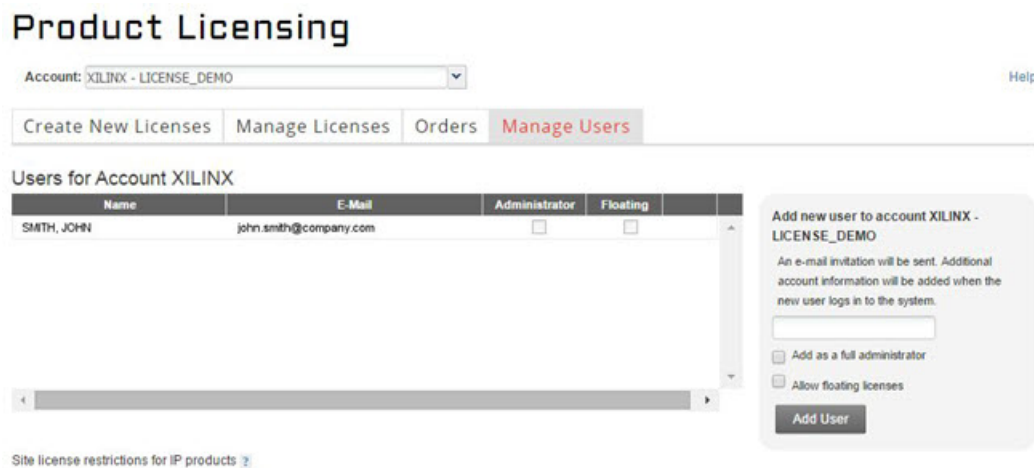 Product Licensing
Account: XILINX - LICENSE_DEMO
Help
Create New Licenses Manage Licenses Orders Manage Users
Users for Account XILINX
Name E-Mail Administrator Floating
SMITH, JOHN john.smith@company.com
Add new user to account XILINX -
LICENSE_DEMO
An e-mail invitation will be sent. Additional
account information will be added when the
new user logs in to the system.
Add as a full administrator
Allow floating licenses
Add User
Site license restrictions for IP products ?